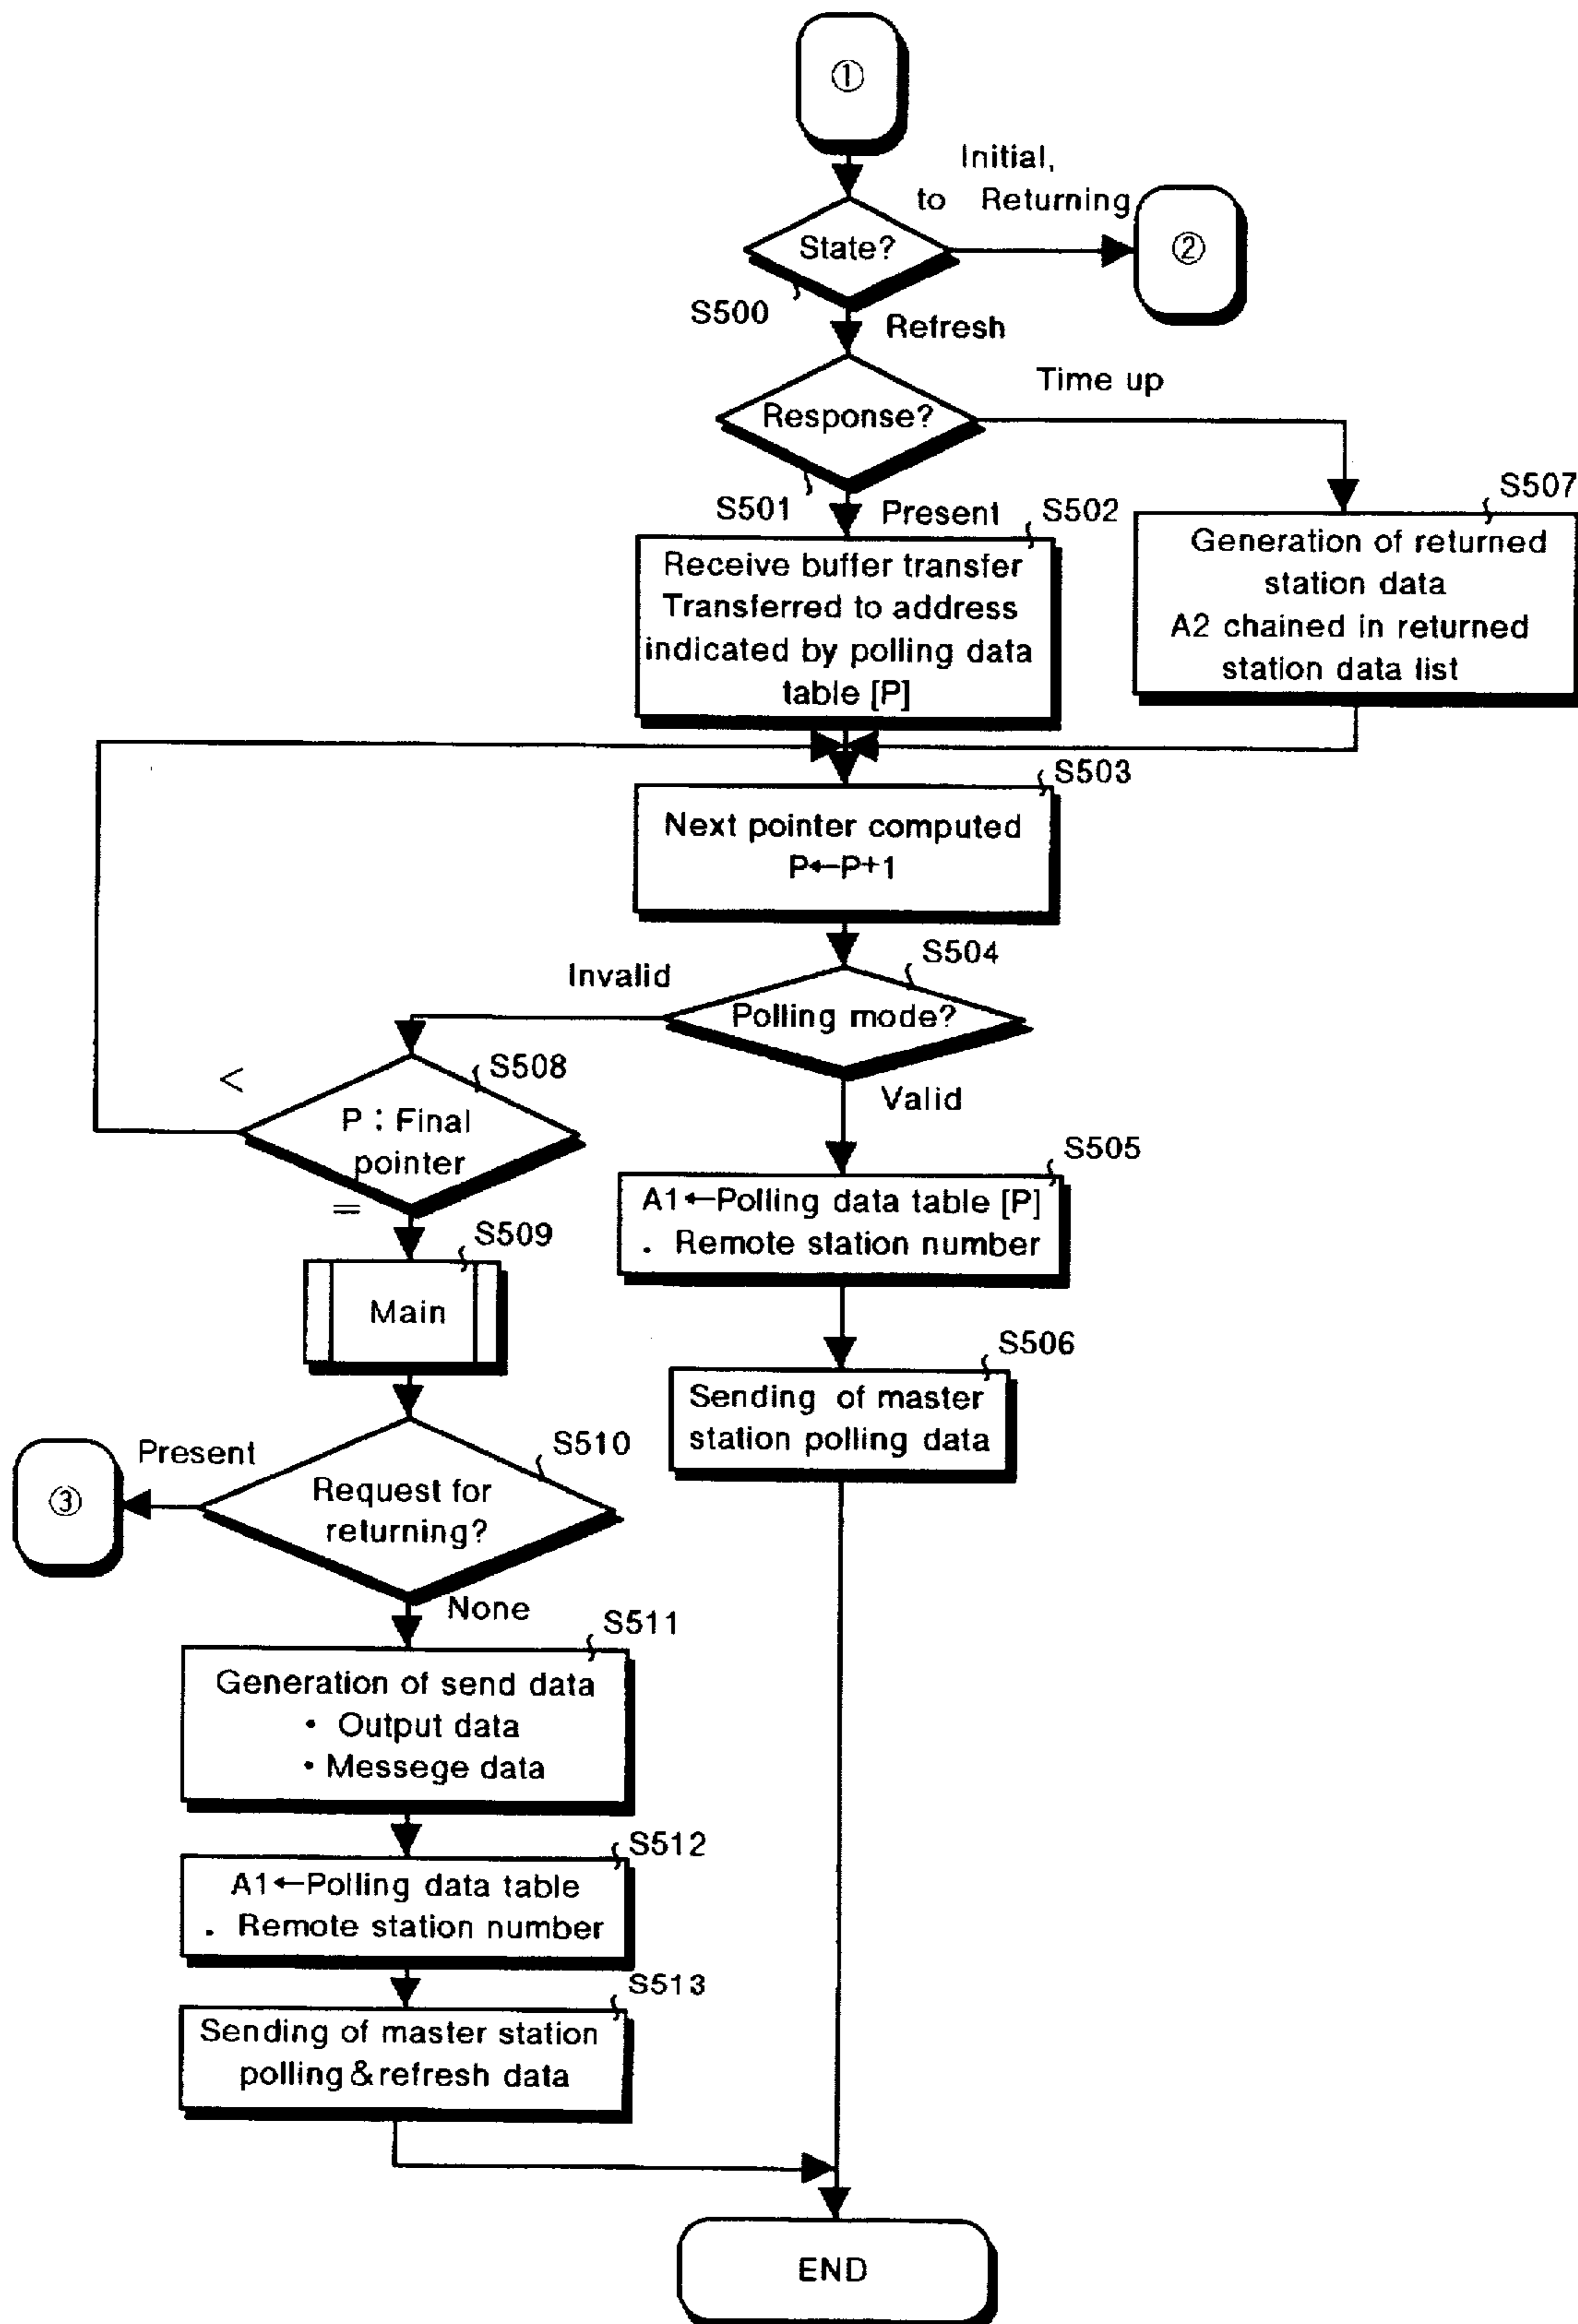 ①
Initial,
to Returning
State?
②
S500
Refresh
Response?
Time up
S501
Present
S502
S507
Receive buffer transfer
Transferred to address
indicated by polling data
table [P]
Generation of returned
station data
A2 chained in returned
station data list
S503
Next pointer computed
P←P+1
S504
Invalid
Polling mode?
Valid
<
S508
P : Final
pointer
=
S505
A1←Polling data table [P]
. Remote station number
S509
Main
S506
Sending of master
station polling data
Present
S510
③
Request for
returning?
None
S511
Generation of send data
• Output data
• Messege data
S512
A1←Polling data table
. Remote station number
S513
Sending of master station
polling & refresh data
END